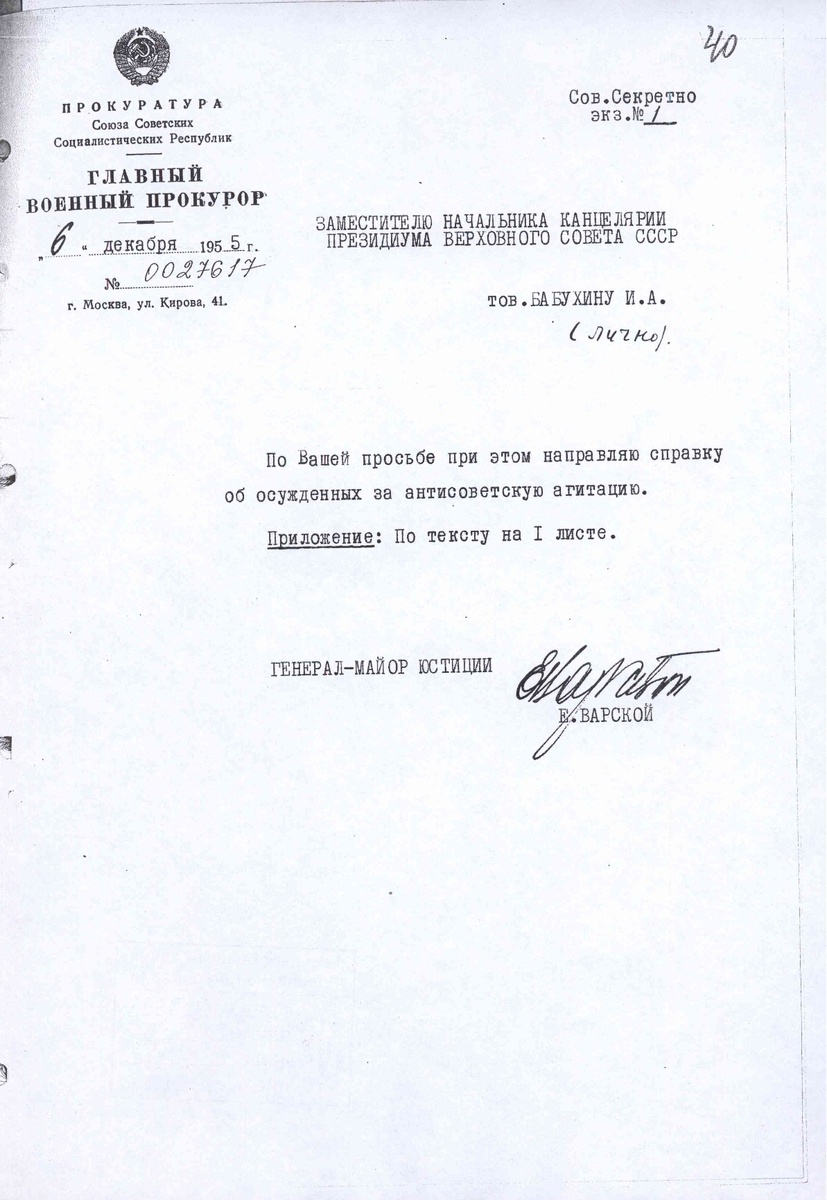 40
Сов.Секретно
экз.№ 1
ПРОКУРАТУРА
Союза Советских
Социалистических Республик
ГЛАВНЫЙ
ВОЕННЫЙ ПРОКУРОР
„6“ декабря 1955 г.
№ 0027617
г. Москва, ул. Кирова, 41.
ЗАМЕСТИТЕЛЮ НАЧАЛЬНИКА КАНЦЕЛЯРИИ
ПРЕЗИДИУМА ВЕРХОВНОГО СОВЕТА СССР
тов.БАБУХИНУ И.А.
(лично).
По Вашей просьбе при этом направляю справку
об осужденных за антисоветскую агитацию.
Приложение: По тексту на I листе.
ГЕНЕРАЛ-МАЙОР ЮСТИЦИИ
Е.ВАРСКОЙ